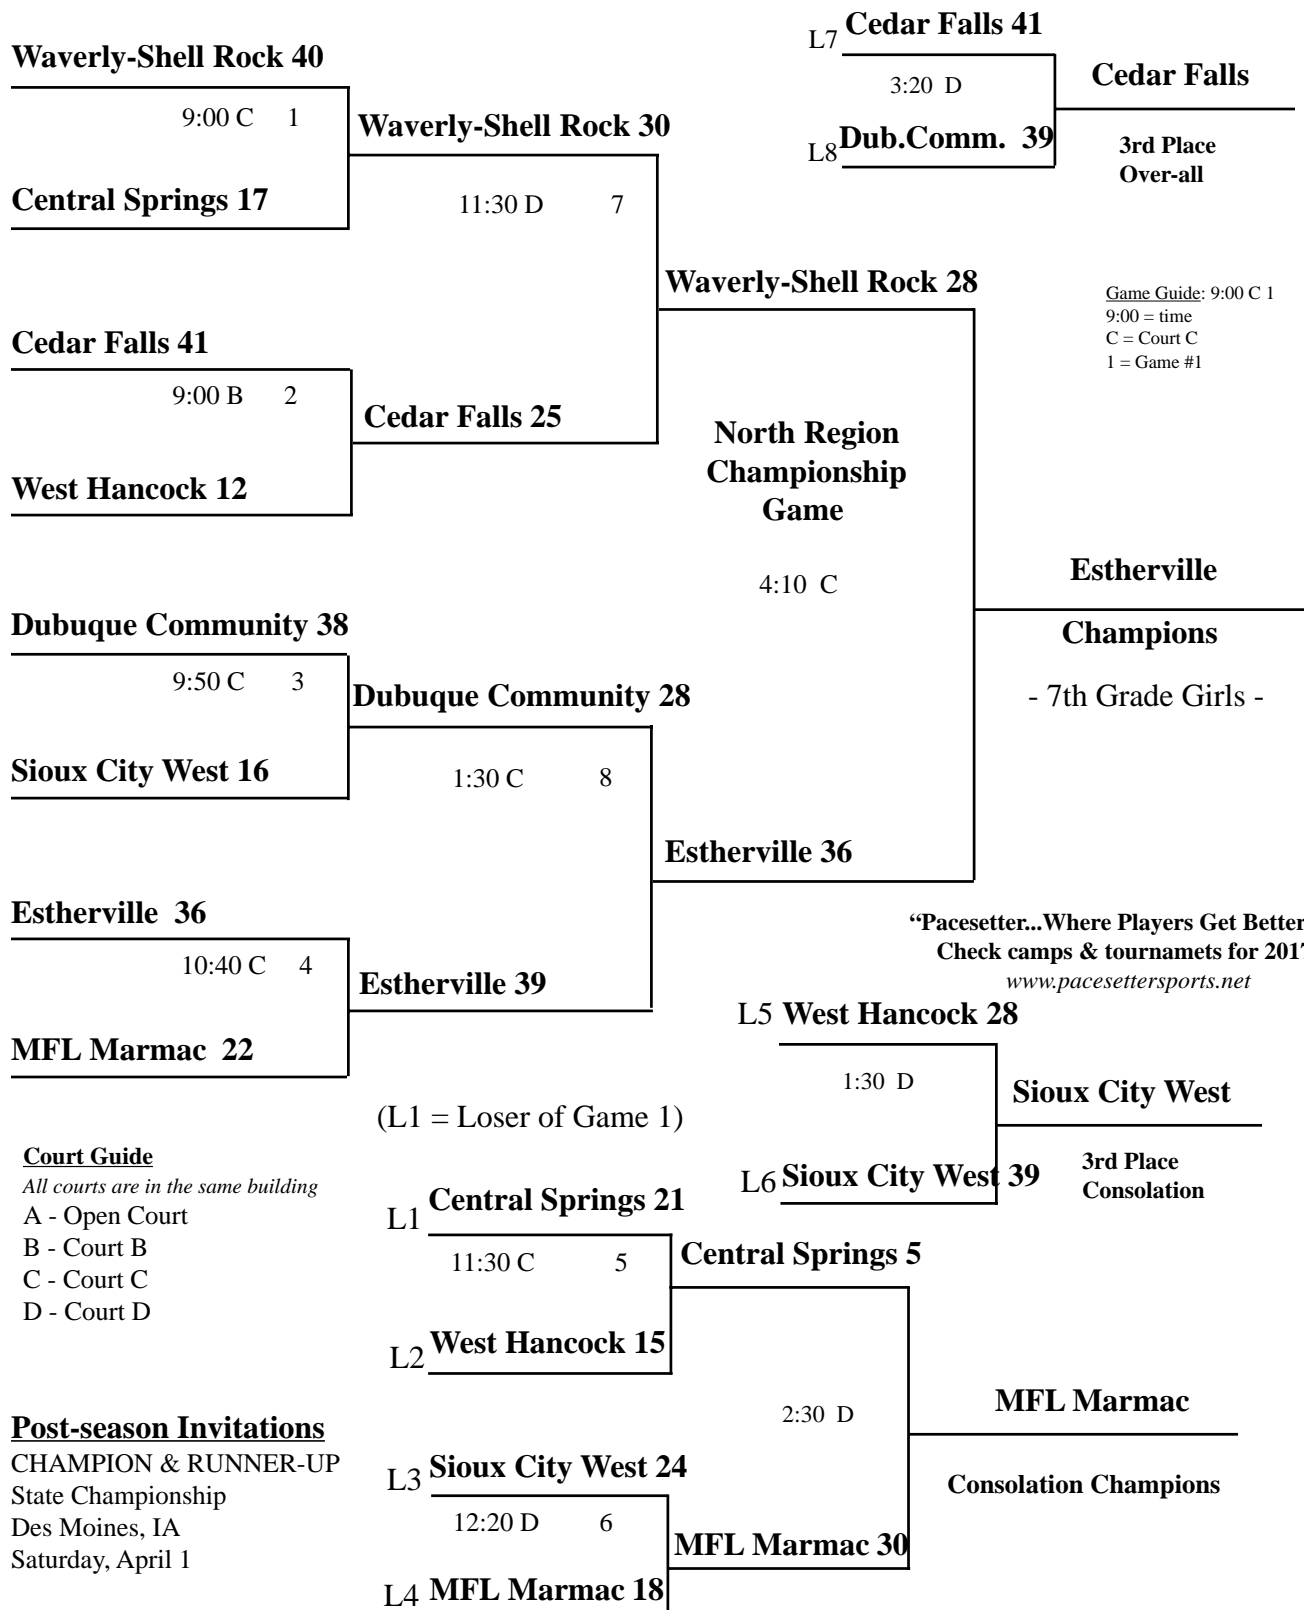 Waverly-Shell Rock 40
9:00 C 1
Central Springs 17
Waverly-Shell Rock 30
11:30 D 7
Cedar Falls 41
9:00 B 2
West Hancock 12
Cedar Falls 25
Waverly-Shell Rock 28
North Region
Championship
Game
4:10 C
Dubuque Community 38
9:50 C 3
Sioux City West 16
Dubuque Community 28
1:30 C 8
Estherville 36
10:40 C 4
MFL Marmac 22
Estherville 39
Estherville 36
L7 Cedar Falls 41
3:20 D
L8 Dub.Comm. 39
Cedar Falls
3rd Place
Over-all
Game Guide: 9:00 C 1
9:00 = time
C = Court C
1 = Game #1
Estherville
Champions
- 7th Grade Girls -
“Pacesetter...Where Players Get Better
Check camps & tournamets for 2017
www.pacesettersports.net
L5 West Hancock 28
1:30 D
L6 Sioux City West 39
Sioux City West
3rd Place
Consolation
(L1 = Loser of Game 1)
Court Guide
All courts are in the same building
A - Open Court
B - Court B
C - Court C
D - Court D
L1 Central Springs 21
11:30 C 5
L2 West Hancock 15
Central Springs 5
2:30 D
L3 Sioux City West 24
12:20 D 6
L4 MFL Marmac 18
MFL Marmac 30
MFL Marmac
Consolation Champions
Post-season Invitations
CHAMPION & RUNNER-UP
State Championship
Des Moines, IA
Saturday, April 1